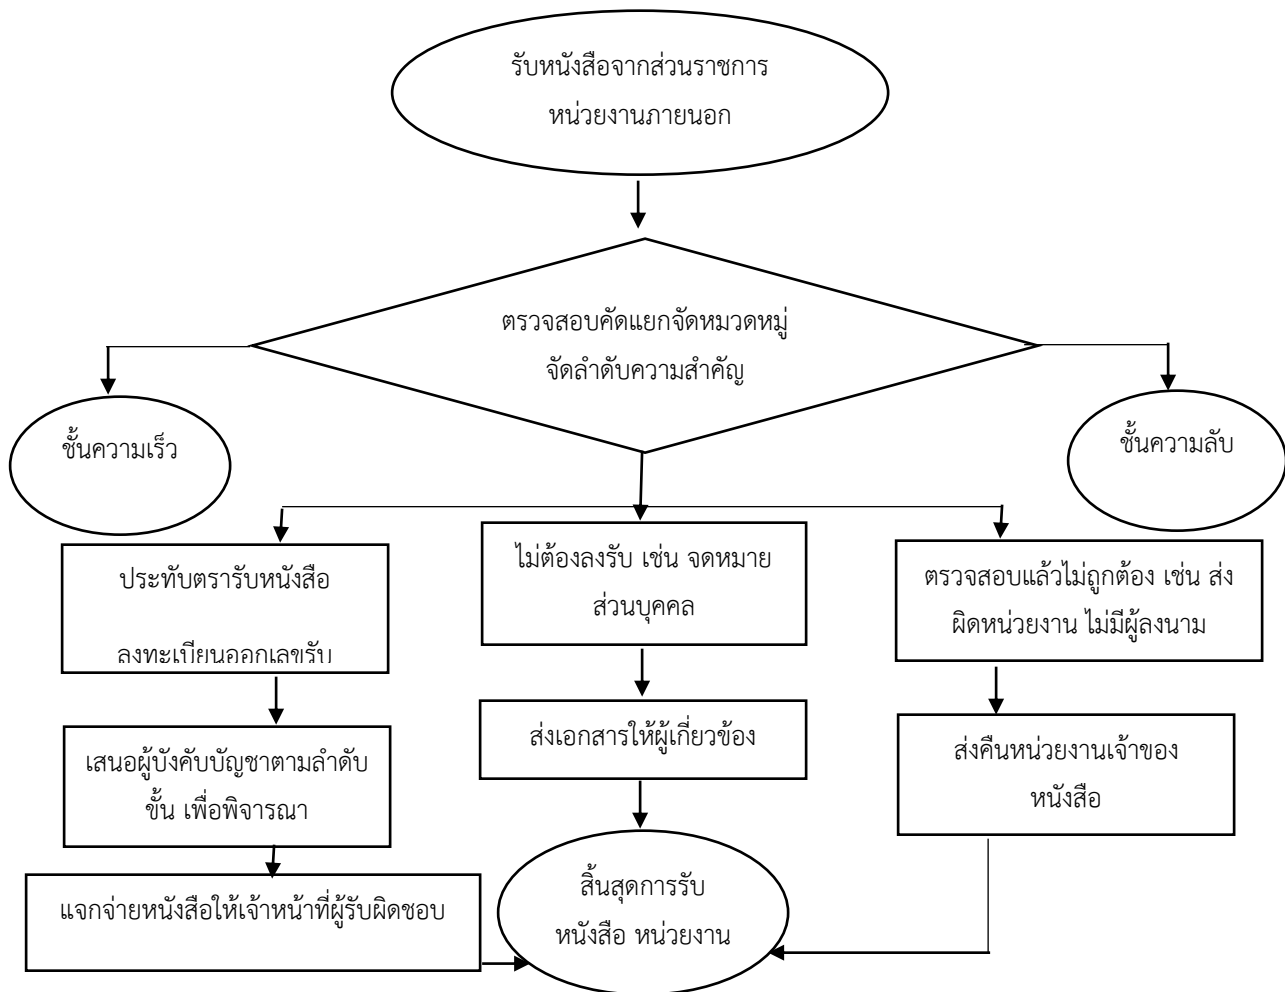 รับหนังสือจากส่วนราชการ
หน่วยงานภายนอก
ตรวจสอบคัดแยกจัดหมวดหมู่
จัดลำดับความสำคัญ
ชั้นความเร็ว
ชั้นความลับ
ประทับตรารับหนังสือ
ลงทะเบียนออกเลขรับ
ไม่ต้องลงรับ เช่น จดหมาย
ส่วนบุคคล
ตรวจสอบแล้วไม่ถูกต้อง เช่น ส่ง
ผิดหน่วยงาน ไม่มีผู้ลงนาม
เสนอผู้บังคับบัญชาตามลำดับ
ขั้น เพื่อพิจารณา
ส่งเอกสารให้ผู้เกี่ยวข้อง
ส่งคืนหน่วยงานเจ้าของ
หนังสือ
แจกจ่ายหนังสือให้เจ้าหน้าที่ผู้รับผิดชอบ
สิ้นสุดการรับ
หนังสือ หน่วยงาน